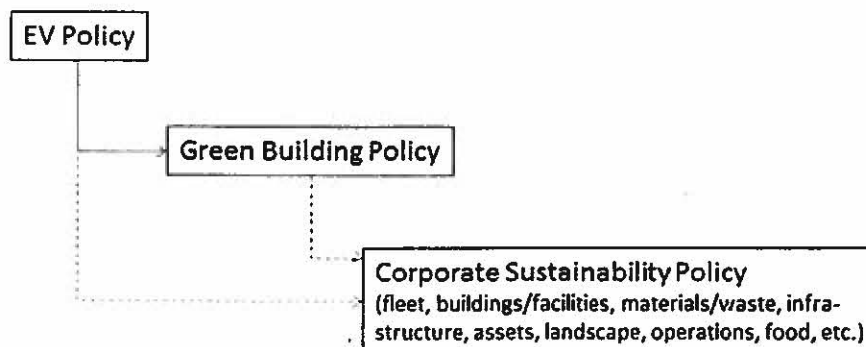 EV Policy
Green Building Policy
Corporate Sustainability Policy
(fleet, buildings/facilities, materials/waste, infra-
structure, assets, landscape, operations, food, etc.)